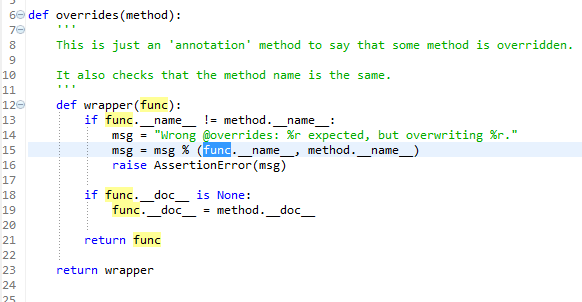 5
6 def overrides(method):
7     '''
8     This is just an 'annotation' method to say that some method is overridden.
9
10     It also checks that the method name is the same.
11     '''
12     def wrapper(func):
13         if func.__name__ != method.__name__:
14             msg = "Wrong @overrides: %r expected, but overwriting %r."
15             msg = msg % (func.__name__, method.__name__)
16             raise AssertionError(msg)
17
18         if func.__doc__ is None:
19             func.__doc__ = method.__doc__
20
21         return func
22
23     return wrapper
24
25